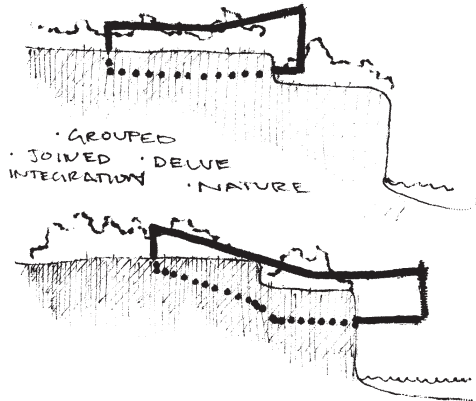 · GROUPED
· JOINED · DELVE
INTEGRATION · NATURE